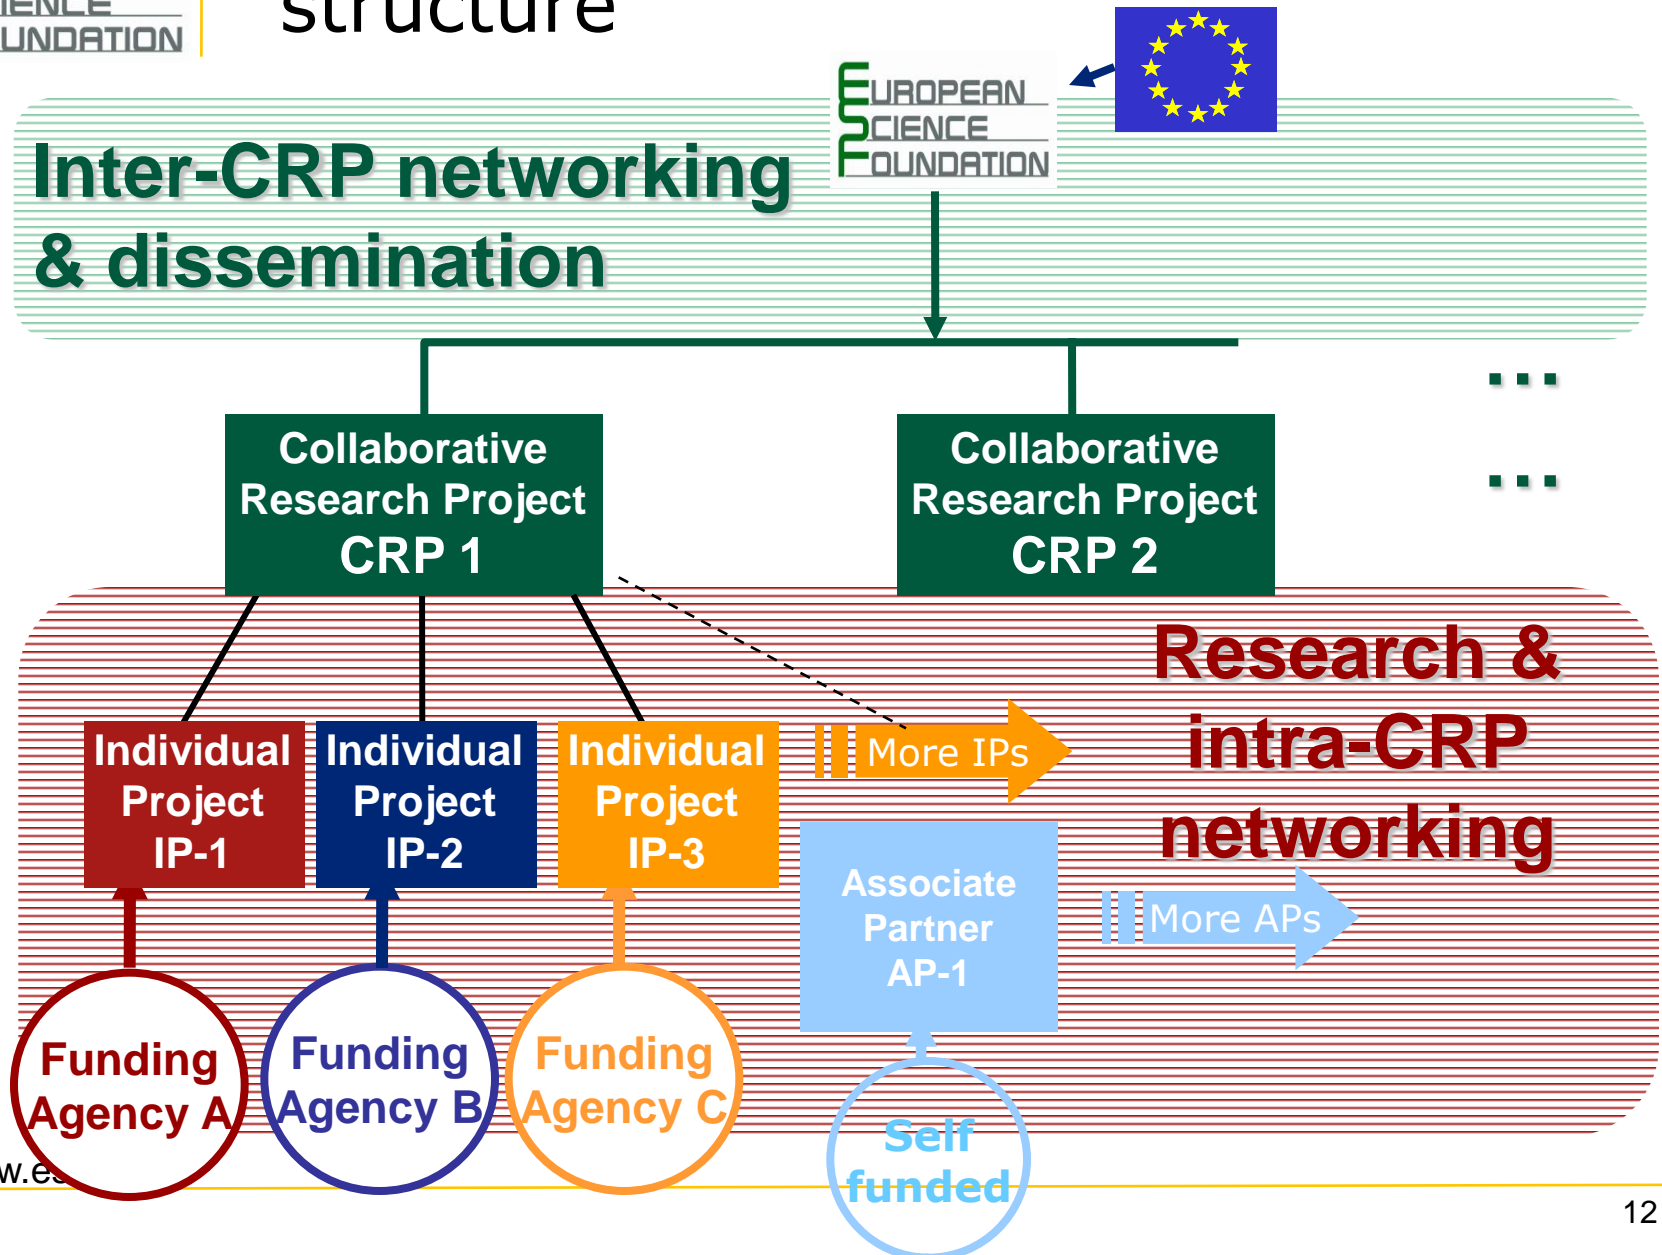 structure
UNDATION
EUROPEAN
SCIENCE
FOUNDATION
Inter-CRP networking
& dissemination
...
...
Collaborative
Research Project
CRP 1
Collaborative
Research Project
CRP 2
Research &
intra-CRP
networking
Individual
Project
IP-1
Individual
Project
IP-2
Individual
Project
IP-3
More IPs
Associate
Partner
AP-1
More APs
Funding
Agency A
Funding
Agency B
Funding
Agency C
Self
funded
w.es
12